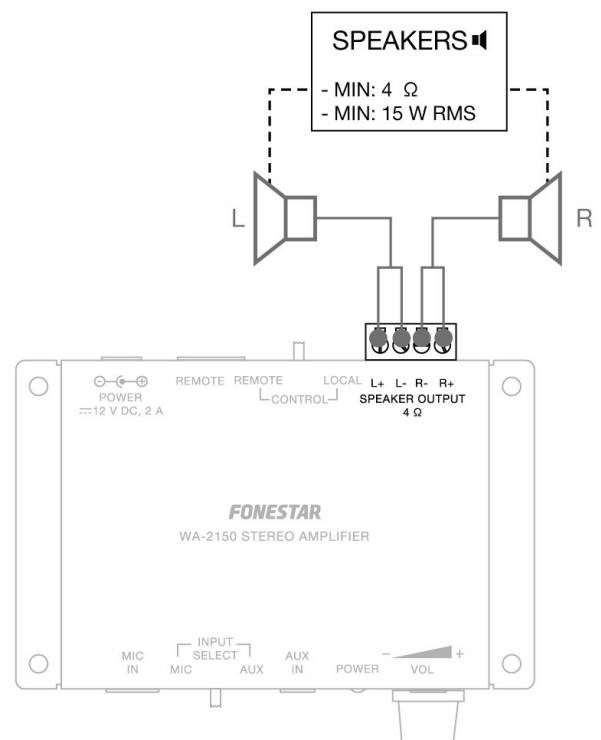 SPEAKERS
- MIN: 4 Ω
- MIN: 15 W RMS
L
R
L+ L- R- R+
SPEAKER OUTPUT
4 Ω
REMOTE
REMOTE LOCAL
CONTROL
POWER
12 V DC, 2 A
FONESTAR
WA-2150 STEREO AMPLIFIER
MIC
IN
INPUT
SELECT
MIC AUX
AUX
IN
POWER
- +
VOL